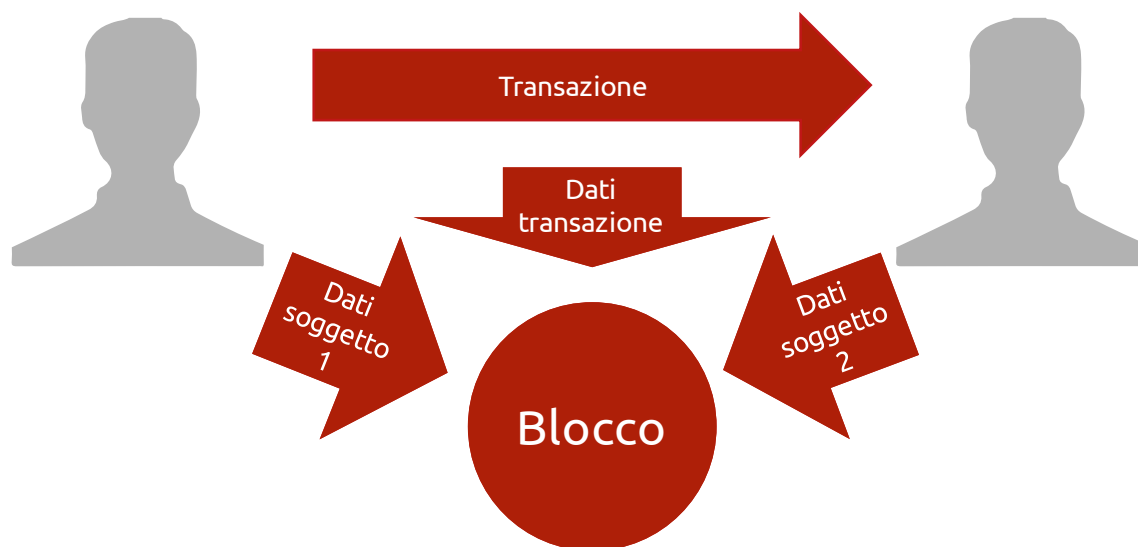 Transazione
Dati
transazione
Dati
soggetto
1
Dati
soggetto
2
Blocco